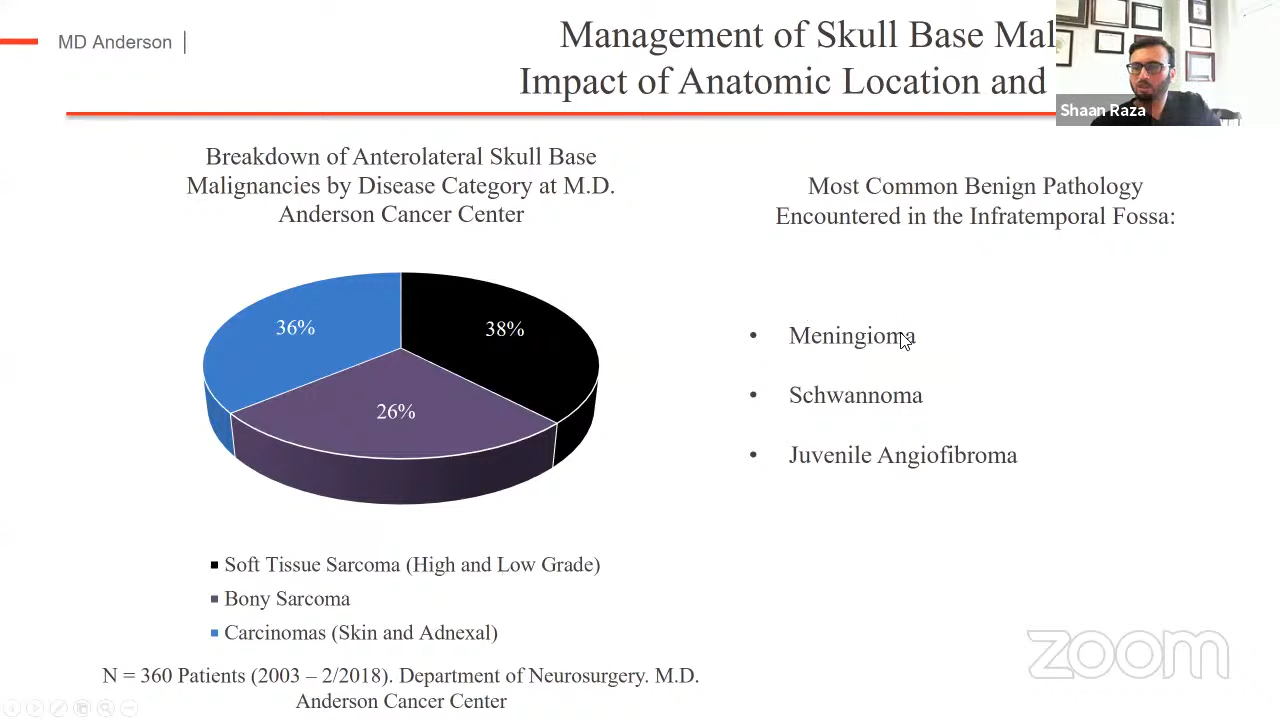 MD Anderson |
Management of Skull Base Mal
Impact of Anatomic Location and
Shaan Raza
Breakdown of Anterolateral Skull Base
Malignancies by Disease Category at M.D.
Anderson Cancer Center
36%
38%
26%
■ Soft Tissue Sarcoma (High and Low Grade)
■ Bony Sarcoma
■ Carcinomas (Skin and Adnexal)
N = 360 Patients (2003 – 2/2018). Department of Neurosurgery. M.D.
Anderson Cancer Center
Most Common Benign Pathology
Encountered in the Infratemporal Fossa:
• Meningioma
• Schwannoma
• Juvenile Angiofibroma
zoom